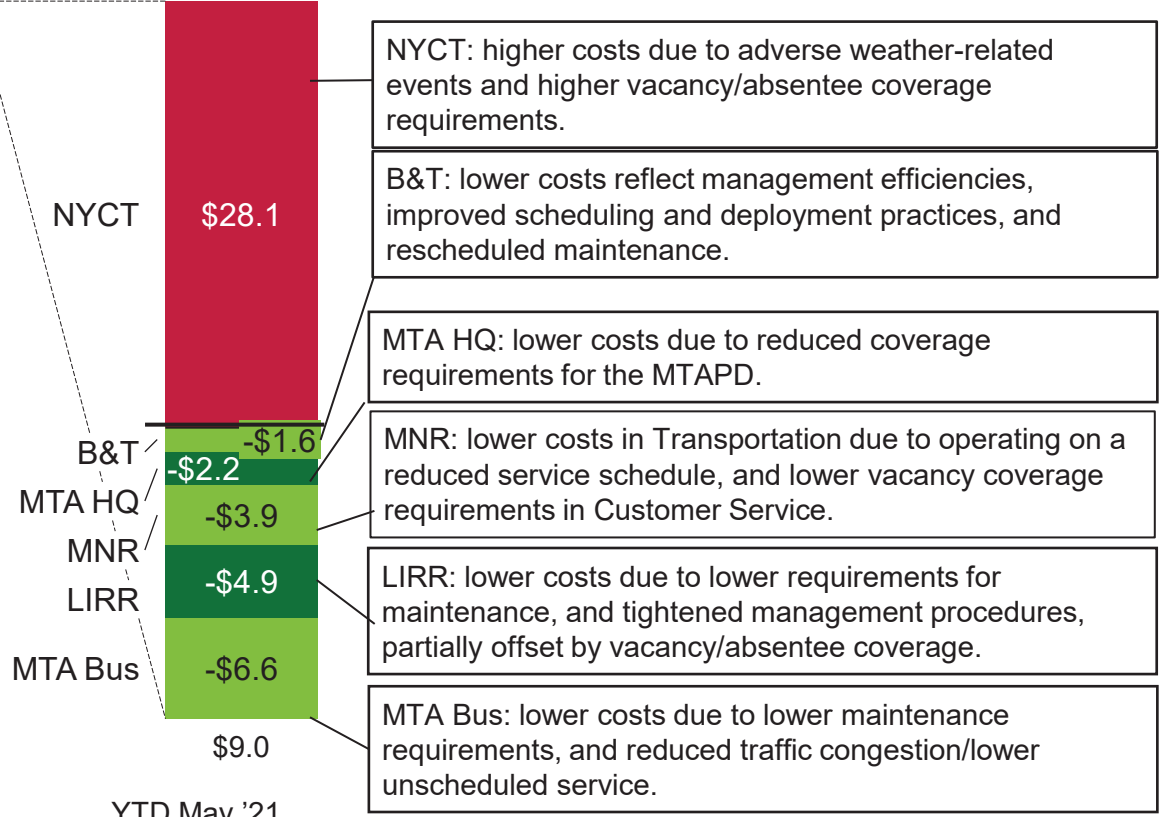 NYCT: higher costs due to adverse weather-related
events and higher vacancy/absentee coverage
requirements.
B&T: lower costs reflect management efficiencies,
improved scheduling and deployment practices, and
rescheduled maintenance.
NYCT
$28.1
MTA HQ: lower costs due to reduced coverage
requirements for the MTAPD.
B&T
-$1.6
MTA HQ
-$2.2
MNR: lower costs in Transportation due to operating on a
reduced service schedule, and lower vacancy coverage
requirements in Customer Service.
MNR
-$3.9
LIRR
-$4.9
LIRR: lower costs due to lower requirements for
maintenance, and tightened management procedures,
partially offset by vacancy/absentee coverage.
MTA Bus
-$6.6
MTA Bus: lower costs due to lower maintenance
requirements, and reduced traffic congestion/lower
unscheduled service.
$9.0
YTD May ’21